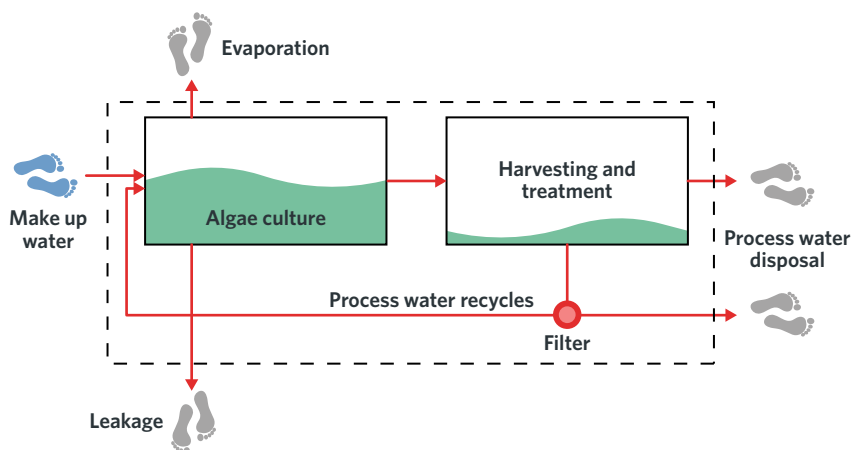 Evaporation
Make up
water
Algae culture
Harvesting and
treatment
Process water
disposal
Process water recycles
Filter
Leakage